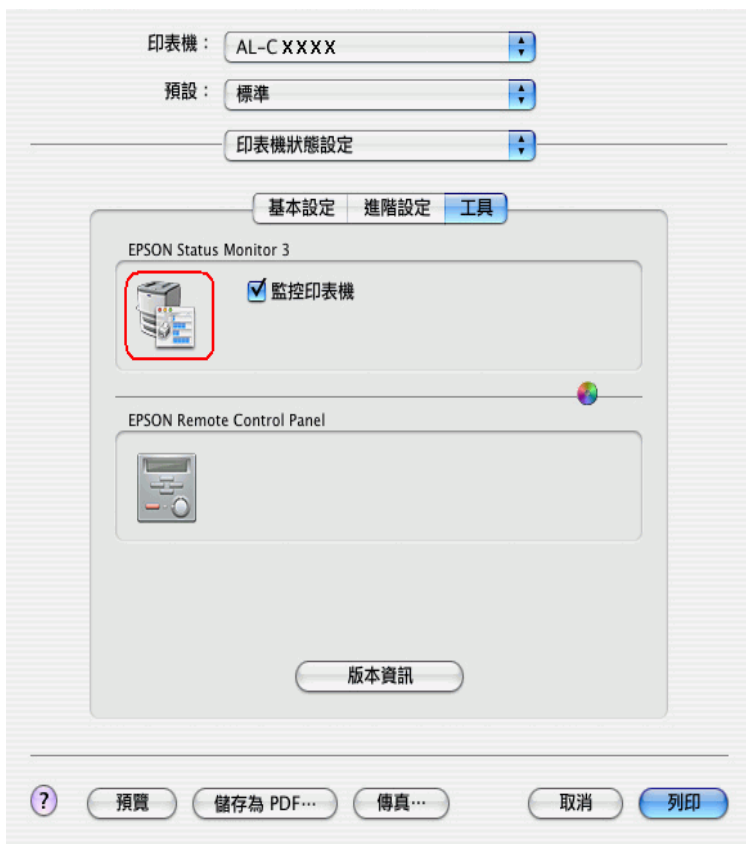 印表機： AL-CXXXX
預設： 標準
印表機狀態設定
基本設定 進階設定 工具
EPSON Status Monitor 3
監控印表機
EPSON Remote Control Panel
版本資訊
? 預覽 儲存為 PDF… 傳真… 取消 列印